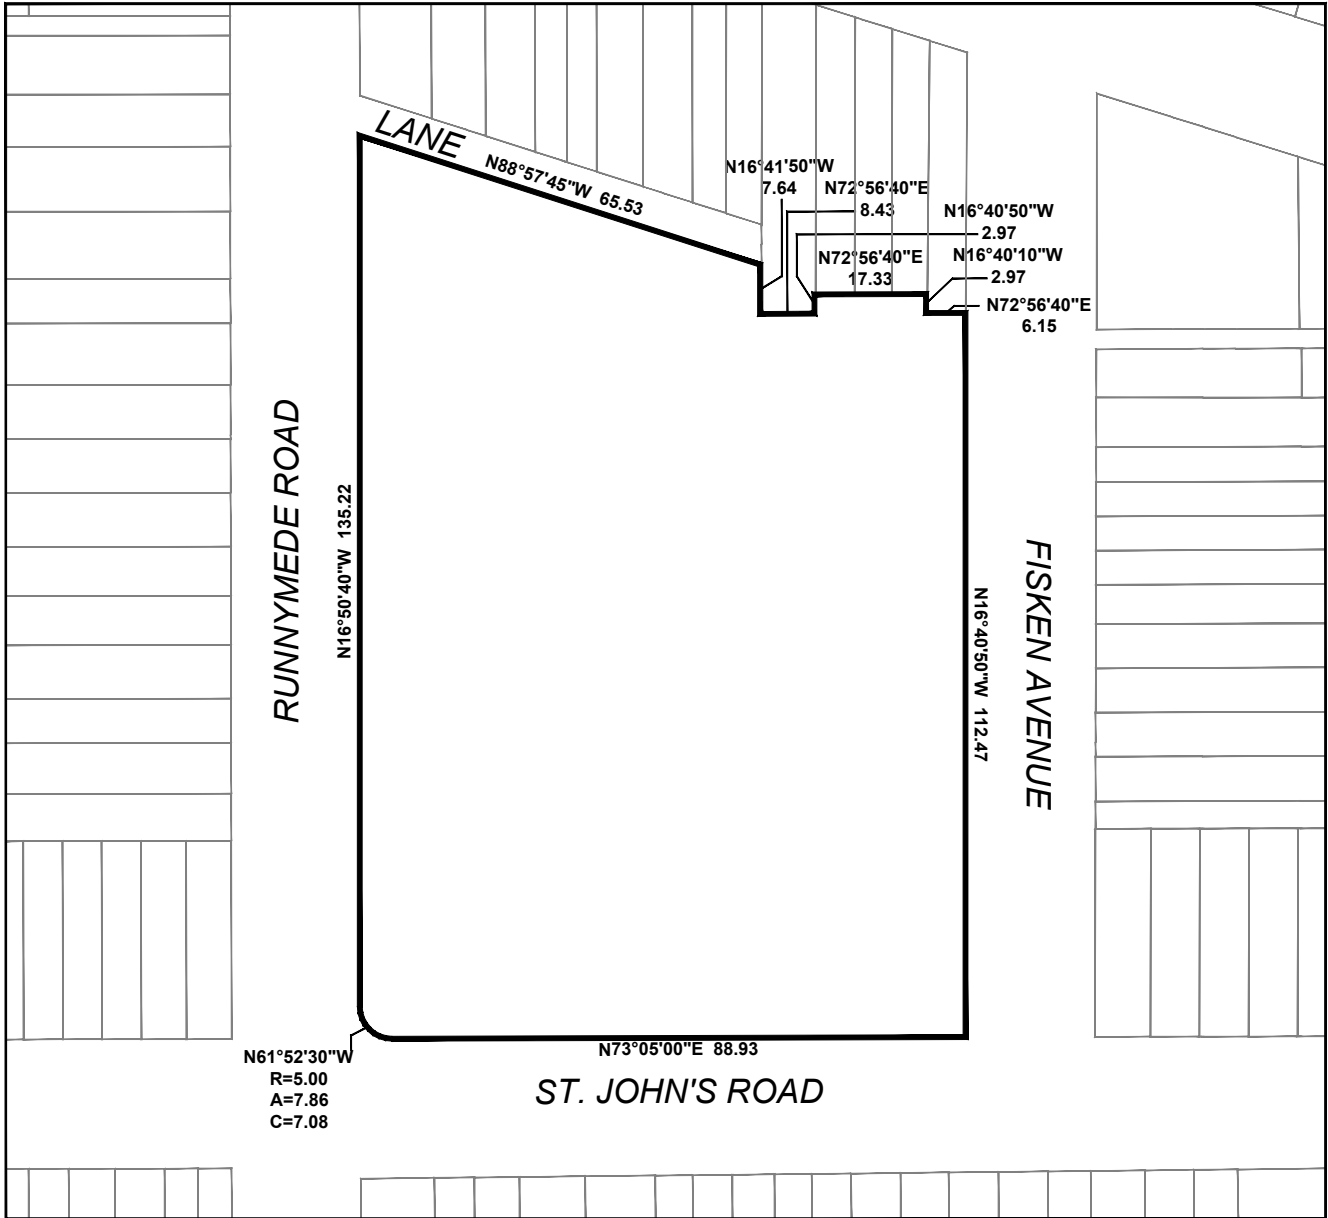 LANE
N88°57'45"W 65.53
N16°41'50"W
7.64
N72°56'40"E
8.43
N16°40'50"W
2.97
N72°56'40"E
17.33
N16°40'10"W
2.97
N72°56'40"E
6.15
RUNNYMEDE ROAD
N16°50'40"W 135.22
N16°40'50"W 112.47
FISKEN AVENUE
N61°52'30"W
R=5.00
A=7.86
C=7.08
N73°05'00"E 88.93
ST. JOHN'S ROAD